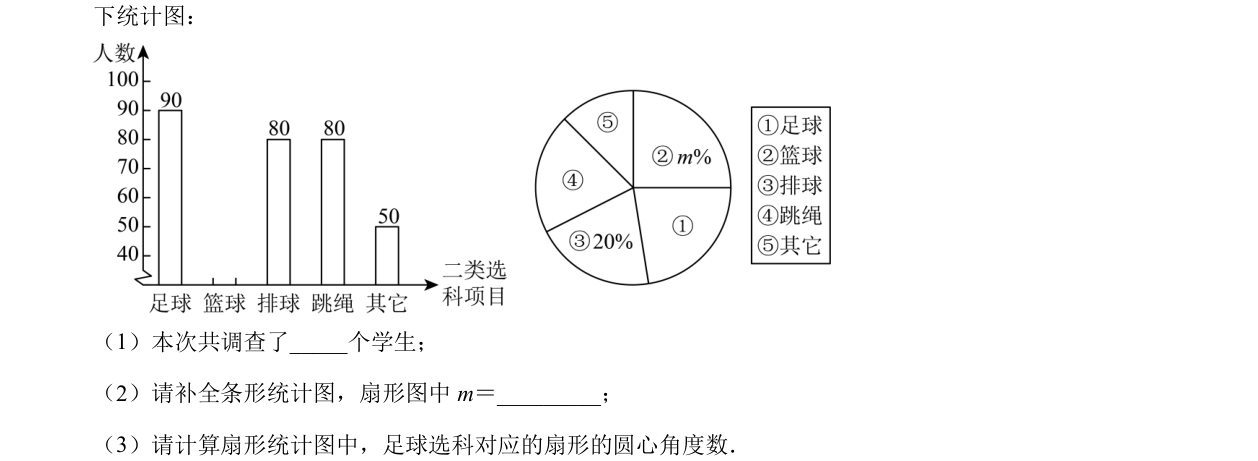 下统计图：
人数
100
90
80
70
60
50
40
90
80
80
50
足球 篮球 排球 跳绳 其它
二类选
科项目
⑤
②m%
④
③20%
①
①足球
②篮球
③排球
④跳绳
⑤其它
（1）本次共调查了_____个学生；
（2）请补全条形统计图，扇形图中 m＝_________；
（3）请计算扇形统计图中，足球选科对应的扇形的圆心角度数．